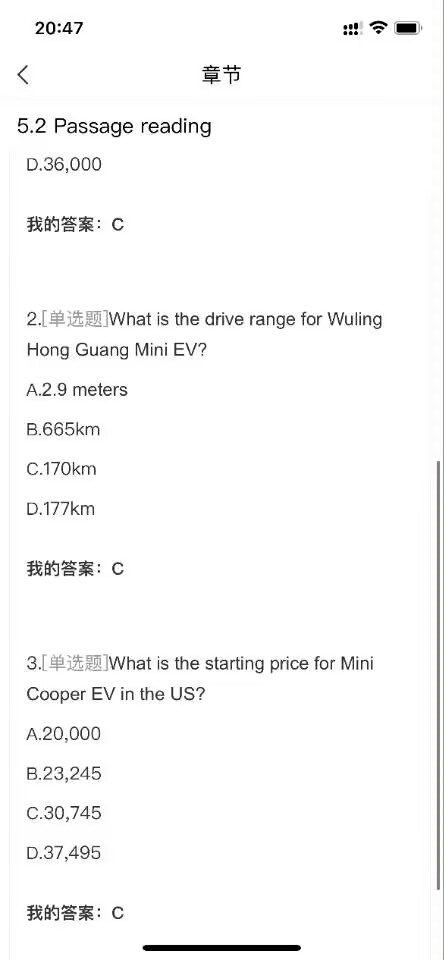 20:47
章节
5.2 Passage reading
D.36,000
我的答案：C
2.[单选题]What is the drive range for Wuling
Hong Guang Mini EV?
A.2.9 meters
B.665km
C.170km
D.177km
我的答案：C
3.[单选题]What is the starting price for Mini
Cooper EV in the US?
A.20,000
B.23,245
C.30,745
D.37,495
我的答案：C